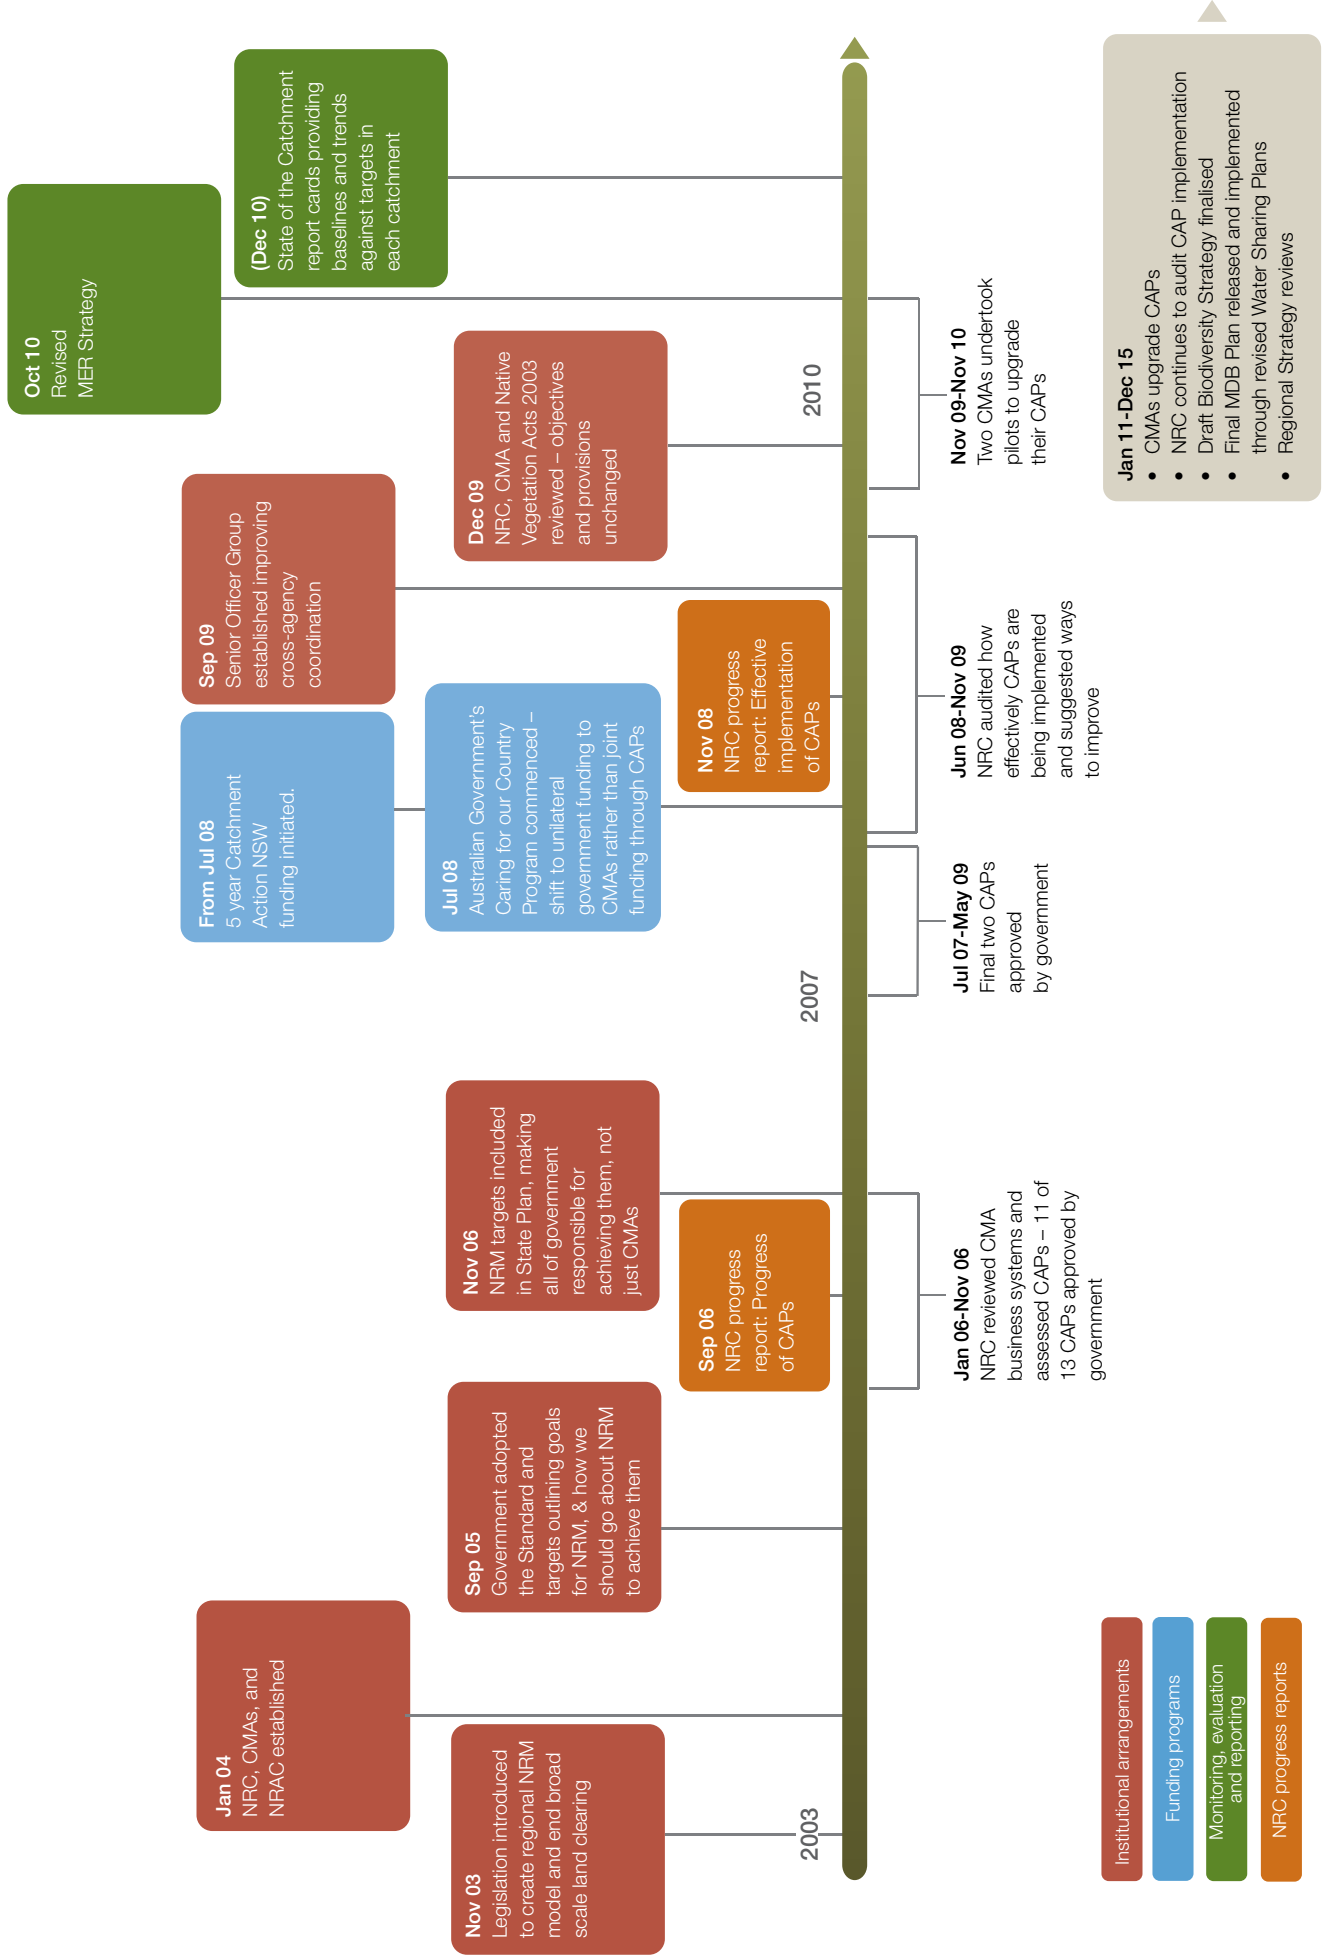 Nov 03
Legislation introduced
to create regional NRM
model and end broad
scale land clearing
Jan 04
NRC, CMAs, and
NRAC established
Sep 05
Government adopted
the Standard and
targets outlining goals
for NRM, & how we
should go about NRM
to achieve them
Sep 06
NRC progress
report: Progress
of CAPs
Nov 06
NRM targets included
in State Plan, making
all of government
responsible for
achieving them, not
just CMAs
From Jul 08
5 year Catchment
Action NSW
funding initiated.
Jul 08
Australian Government's
Caring for our Country
Program commenced –
shift to unilateral
government funding to
CMAs rather than joint
funding through CAPs
Nov 08
NRC progress
report: Effective
implementation
of CAPs
Sep 09
Senior Officer Group
established improving
cross-agency
coordination
Dec 09
NRC, CMA and Native
Vegetation Acts 2003
reviewed – objectives
and provisions
unchanged
Oct 10
Revised
MER Strategy
(Dec 10)
State of the Catchment
report cards providing
baselines and trends
against targets in
each catchment
2003
2007
2010
Jan 06-Nov 06
NRC reviewed CMA
business systems and
assessed CAPs – 11 of
13 CAPs approved by
government
Jul 07-May 09
Final two CAPs
approved
by government
Jun 08-Nov 09
NRC audited how
effectively CAPs are
being implemented
and suggested ways
to improve
Nov 09-Nov 10
Two CMAs undertook
pilots to upgrade
their CAPs
Institutional arrangements
Funding programs
Monitoring, evaluation
and reporting
NRC progress reports
Jan 11-Dec 15
• CMAs upgrade CAPs
• NRC continues to audit CAP implementation
• Draft Biodiversity Strategy finalised
• Final MDB Plan released and implemented
through revised Water Sharing Plans
• Regional Strategy reviews